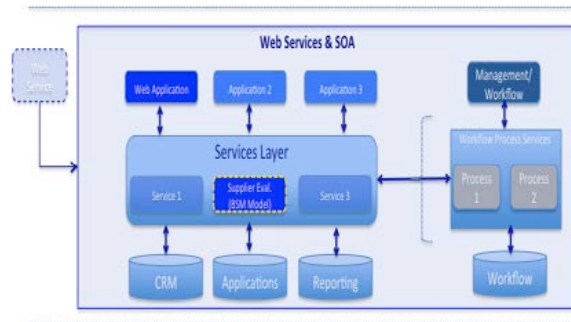 Web Services & SOA
Web
Service
Web Application
Application 2
Application 3
Management/
Workflow
Services Layer
Workflow Process Services
Service 1
Supplier Eval.
(BSM Model)
Service 3
Process
1
Process
2
CRM
Applications
Reporting
Workflow